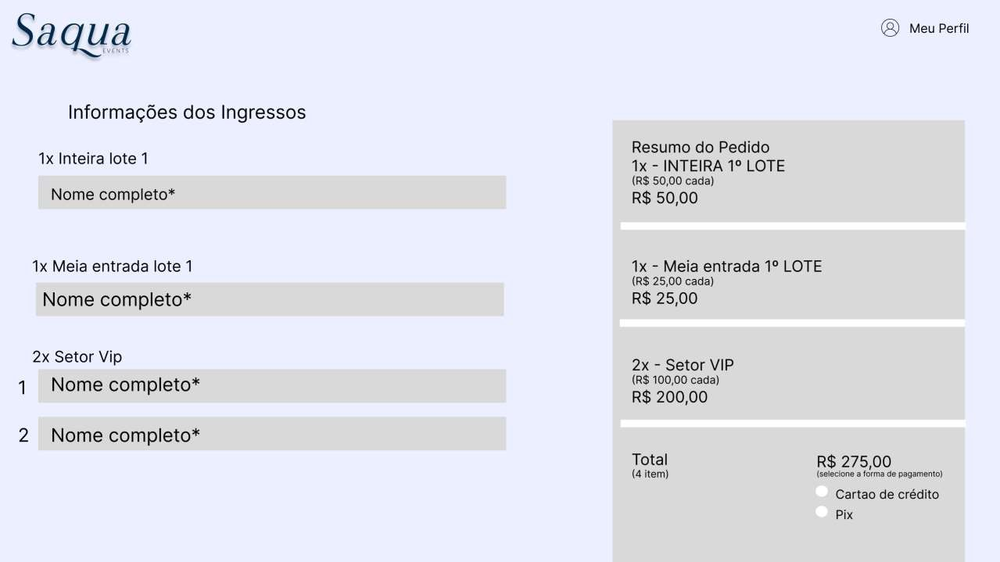 Saqua
EVENTS
Meu Perfil
Informações dos Ingressos
1x Inteira lote 1
Nome completo*
1x Meia entrada lote 1
Nome completo*
2x Setor Vip
1 Nome completo*
2 Nome completo*
Resumo do Pedido
1x - INTEIRA 1º LOTE
(R$ 50,00 cada)
R$ 50,00
1x - Meia entrada 1º LOTE
(R$ 25,00 cada)
R$ 25,00
2x - Setor VIP
(R$ 100,00 cada)
R$ 200,00
Total
(4 item)
R$ 275,00
(selecione a forma de pagamento)
Cartao de crédito
Pix